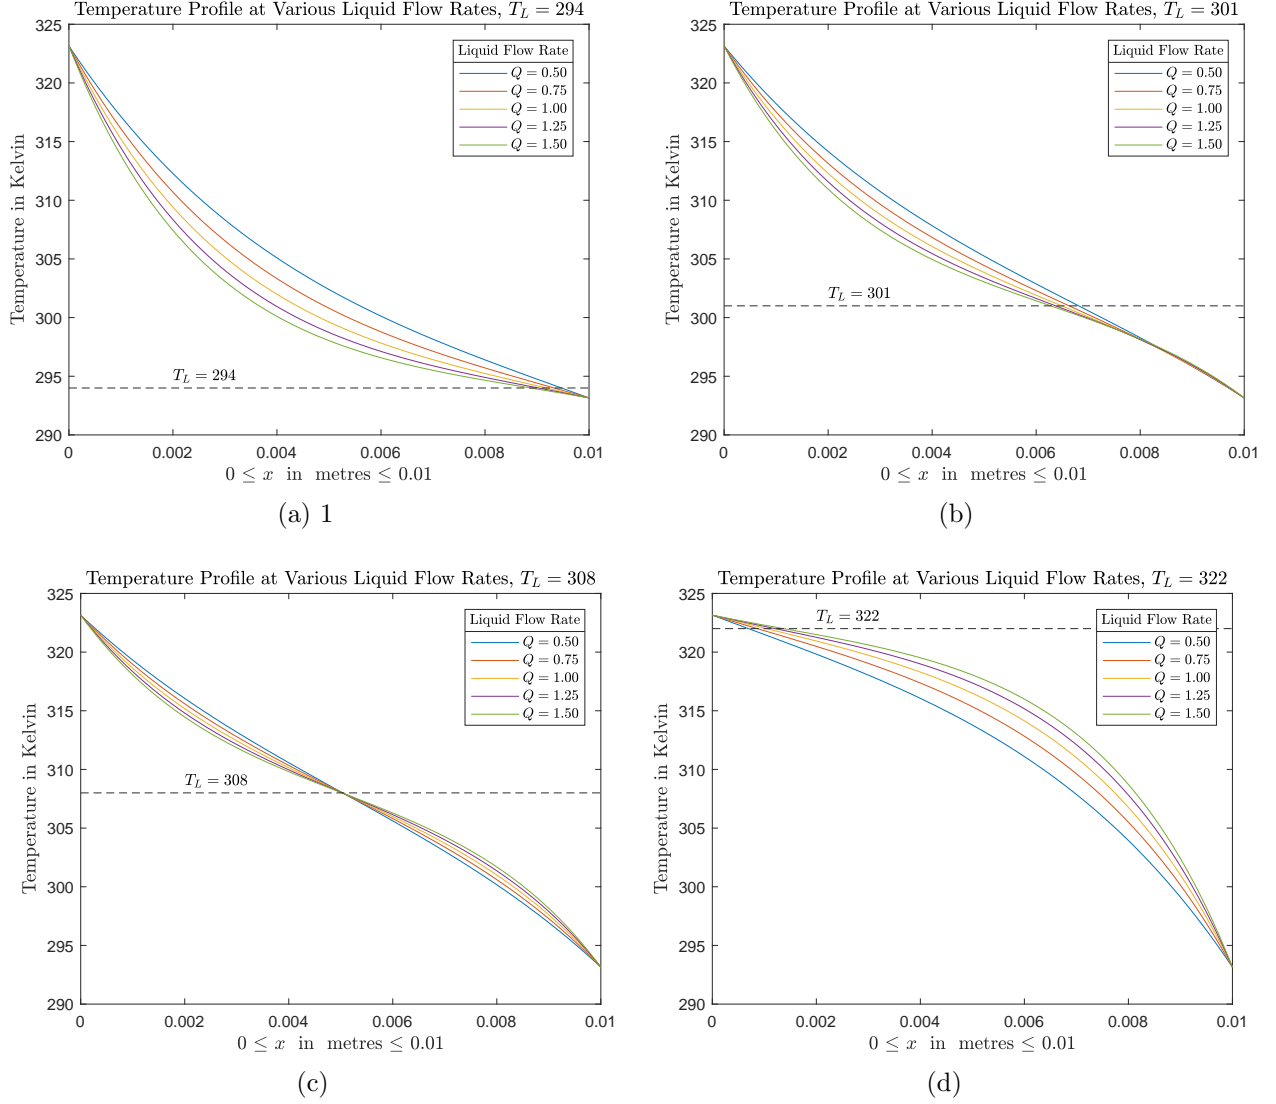 Temperature Profile at Various Liquid Flow Rates, T_L = 294
325
320
315
310
305
300
295
290
Temperature in Kelvin
Liquid Flow Rate
Q = 0.50
Q = 0.75
Q = 1.00
Q = 1.25
Q = 1.50
T_L = 294
0 0.002 0.004 0.006 0.008 0.01
0 ≤ x in metres ≤ 0.01
(a) 1
Temperature Profile at Various Liquid Flow Rates, T_L = 301
325
320
315
310
305
300
295
290
Temperature in Kelvin
Liquid Flow Rate
Q = 0.50
Q = 0.75
Q = 1.00
Q = 1.25
Q = 1.50
T_L = 301
0 0.002 0.004 0.006 0.008 0.01
0 ≤ x in metres ≤ 0.01
(b)
Temperature Profile at Various Liquid Flow Rates, T_L = 308
325
320
315
310
305
300
295
290
Temperature in Kelvin
Liquid Flow Rate
Q = 0.50
Q = 0.75
Q = 1.00
Q = 1.25
Q = 1.50
T_L = 308
0 0.002 0.004 0.006 0.008 0.01
0 ≤ x in metres ≤ 0.01
(c)
Temperature Profile at Various Liquid Flow Rates, T_L = 322
325
320
315
310
305
300
295
290
Temperature in Kelvin
T_L = 322
Liquid Flow Rate
Q = 0.50
Q = 0.75
Q = 1.00
Q = 1.25
Q = 1.50
0 0.002 0.004 0.006 0.008 0.01
0 ≤ x in metres ≤ 0.01
(d)